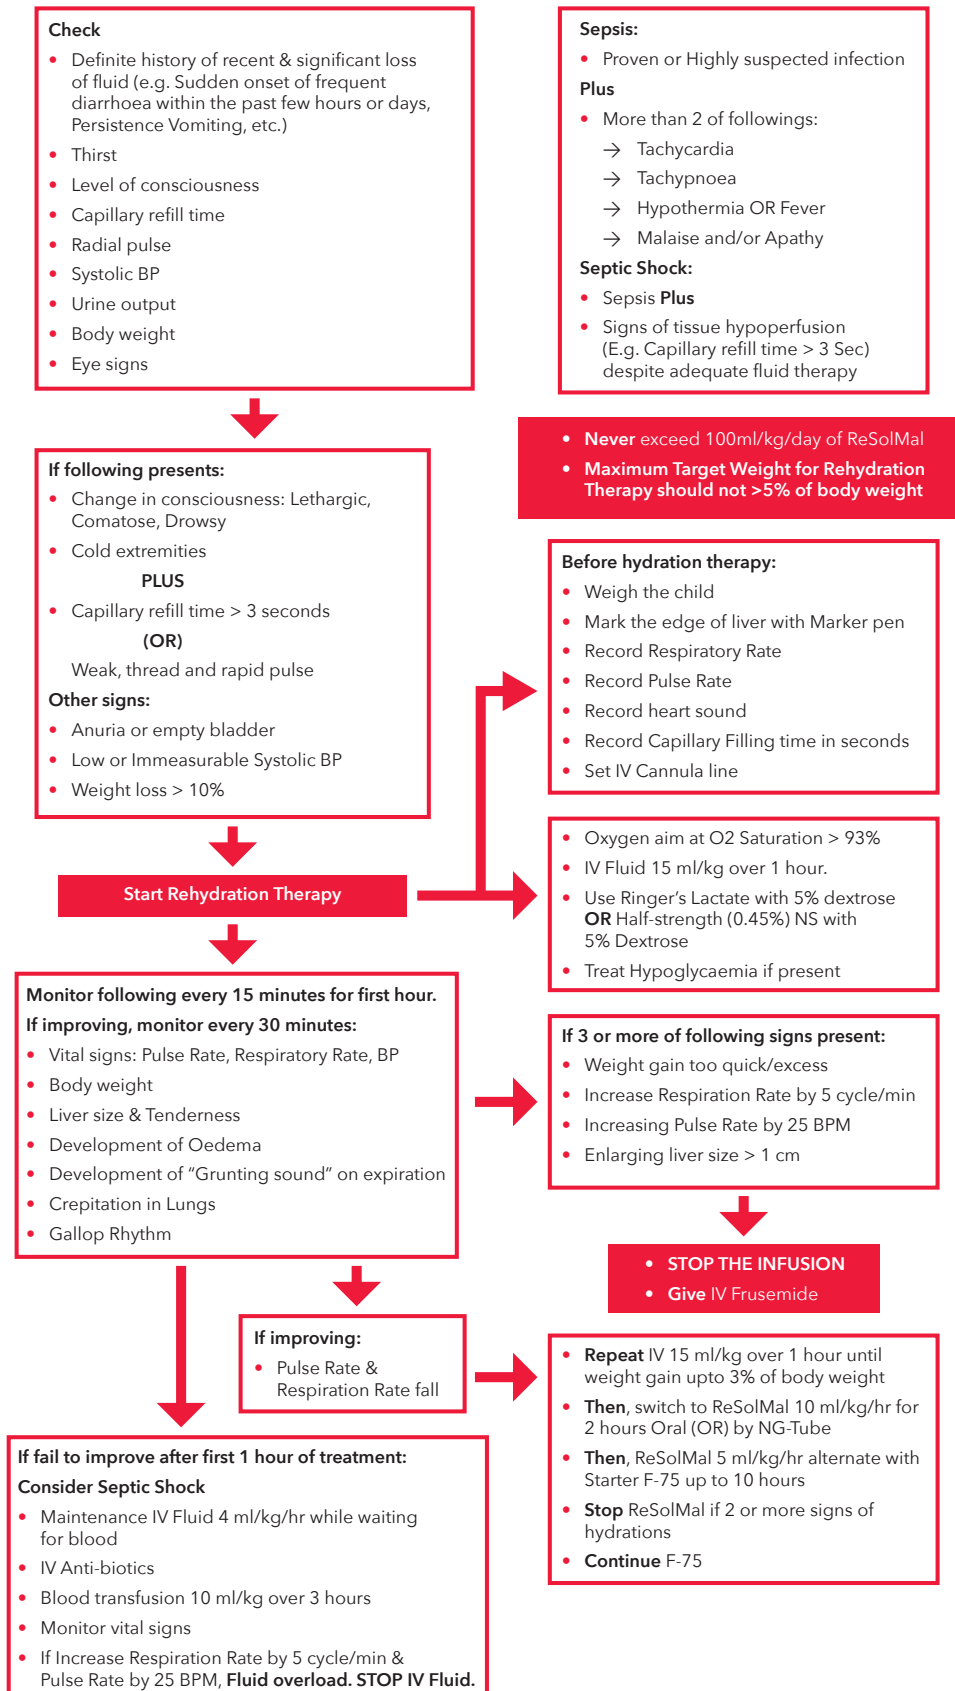 Check
• Definite history of recent & significant loss
of fluid (e.g. Sudden onset of frequent
diarrhoea within the past few hours or days,
Persistence Vomiting, etc.)
• Thirst
• Level of consciousness
• Capillary refill time
• Radial pulse
• Systolic BP
• Urine output
• Body weight
• Eye signs
Sepsis:
• Proven or Highly suspected infection
Plus
• More than 2 of followings:
→ Tachycardia
→ Tachypnoea
→ Hypothermia OR Fever
→ Malaise and/or Apathy
Septic Shock:
• Sepsis Plus
• Signs of tissue hypoperfusion
(E.g. Capillary refill time > 3 Sec)
despite adequate fluid therapy
• Never exceed 100ml/kg/day of ReSolMal
• Maximum Target Weight for Rehydration
Therapy should not >5% of body weight
If following presents:
• Change in consciousness: Lethargic,
Comatose, Drowsy
• Cold extremities
PLUS
• Capillary refill time > 3 seconds
(OR)
Weak, thread and rapid pulse
Other signs:
• Anuria or empty bladder
• Low or Immeasurable Systolic BP
• Weight loss > 10%
Start Rehydration Therapy
Before hydration therapy:
• Weigh the child
• Mark the edge of liver with Marker pen
• Record Respiratory Rate
• Record Pulse Rate
• Record heart sound
• Record Capillary Filling time in seconds
• Set IV Cannula line
• Oxygen aim at O2 Saturation > 93%
• IV Fluid 15 ml/kg over 1 hour.
• Use Ringer's Lactate with 5% dextrose
OR Half-strength (0.45%) NS with
5% Dextrose
• Treat Hypoglycaemia if present
Monitor following every 15 minutes for first hour.
If improving, monitor every 30 minutes:
• Vital signs: Pulse Rate, Respiratory Rate, BP
• Body weight
• Liver size & Tenderness
• Development of Oedema
• Development of "Grunting sound" on expiration
• Crepitation in Lungs
• Gallop Rhythm
If 3 or more of following signs present:
• Weight gain too quick/excess
• Increase Respiration Rate by 5 cycle/min
• Increasing Pulse Rate by 25 BPM
• Enlarging liver size > 1 cm
• STOP THE INFUSION
• Give IV Frusemide
If improving:
• Pulse Rate &
Respiration Rate fall
• Repeat IV 15 ml/kg over 1 hour until
weight gain upto 3% of body weight
• Then, switch to ReSolMal 10 ml/kg/hr for
2 hours Oral (OR) by NG-Tube
• Then, ReSolMal 5 ml/kg/hr alternate with
Starter F-75 up to 10 hours
• Stop ReSolMal if 2 or more signs of
hydrations
• Continue F-75
If fail to improve after first 1 hour of treatment:
Consider Septic Shock
• Maintenance IV Fluid 4 ml/kg/hr while waiting
for blood
• IV Anti-biotics
• Blood transfusion 10 ml/kg over 3 hours
• Monitor vital signs
• If Increase Respiration Rate by 5 cycle/min &
Pulse Rate by 25 BPM, Fluid overload. STOP IV Fluid.